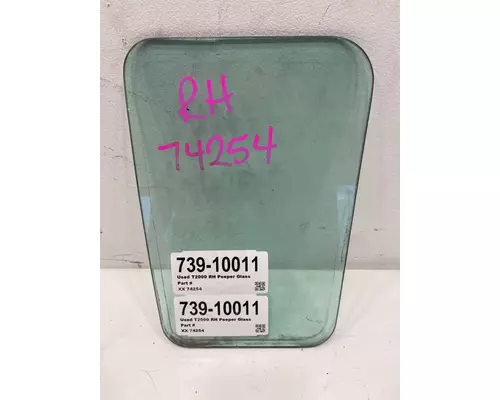 RH
74254
739-10011
Used T2000 RH Peeper Glass
Part #
XX 74254
739-10011
Used T2000 RH Peeper Glass
Part #
XX 74254